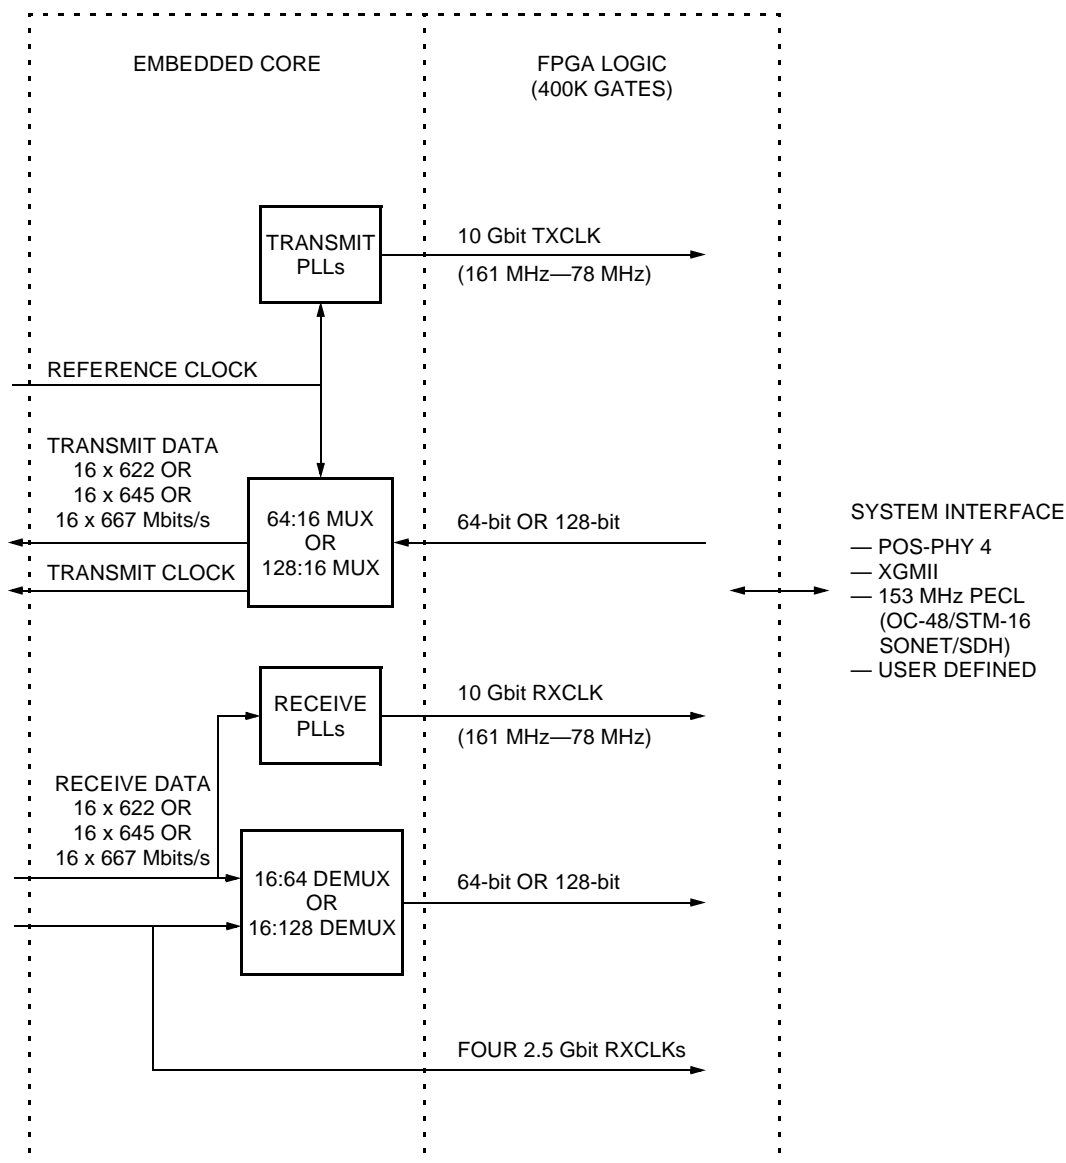 EMBEDDED CORE
FPGA LOGIC
(400K GATES)
TRANSMIT
PLLs
10 Gbit TXCLK
(161 MHz—78 MHz)
REFERENCE CLOCK
TRANSMIT DATA
16 x 622 OR
16 x 645 OR
16 x 667 Mbits/s
TRANSMIT CLOCK
64:16 MUX
OR
128:16 MUX
64-bit OR 128-bit
SYSTEM INTERFACE
— POS-PHY 4
— XGMII
— 153 MHz PECL
(OC-48/STM-16
SONET/SDH)
— USER DEFINED
RECEIVE
PLLs
10 Gbit RXCLK
(161 MHz—78 MHz)
RECEIVE DATA
16 x 622 OR
16 x 645 OR
16 x 667 Mbits/s
16:64 DEMUX
OR
16:128 DEMUX
64-bit OR 128-bit
FOUR 2.5 Gbit RXCLKs